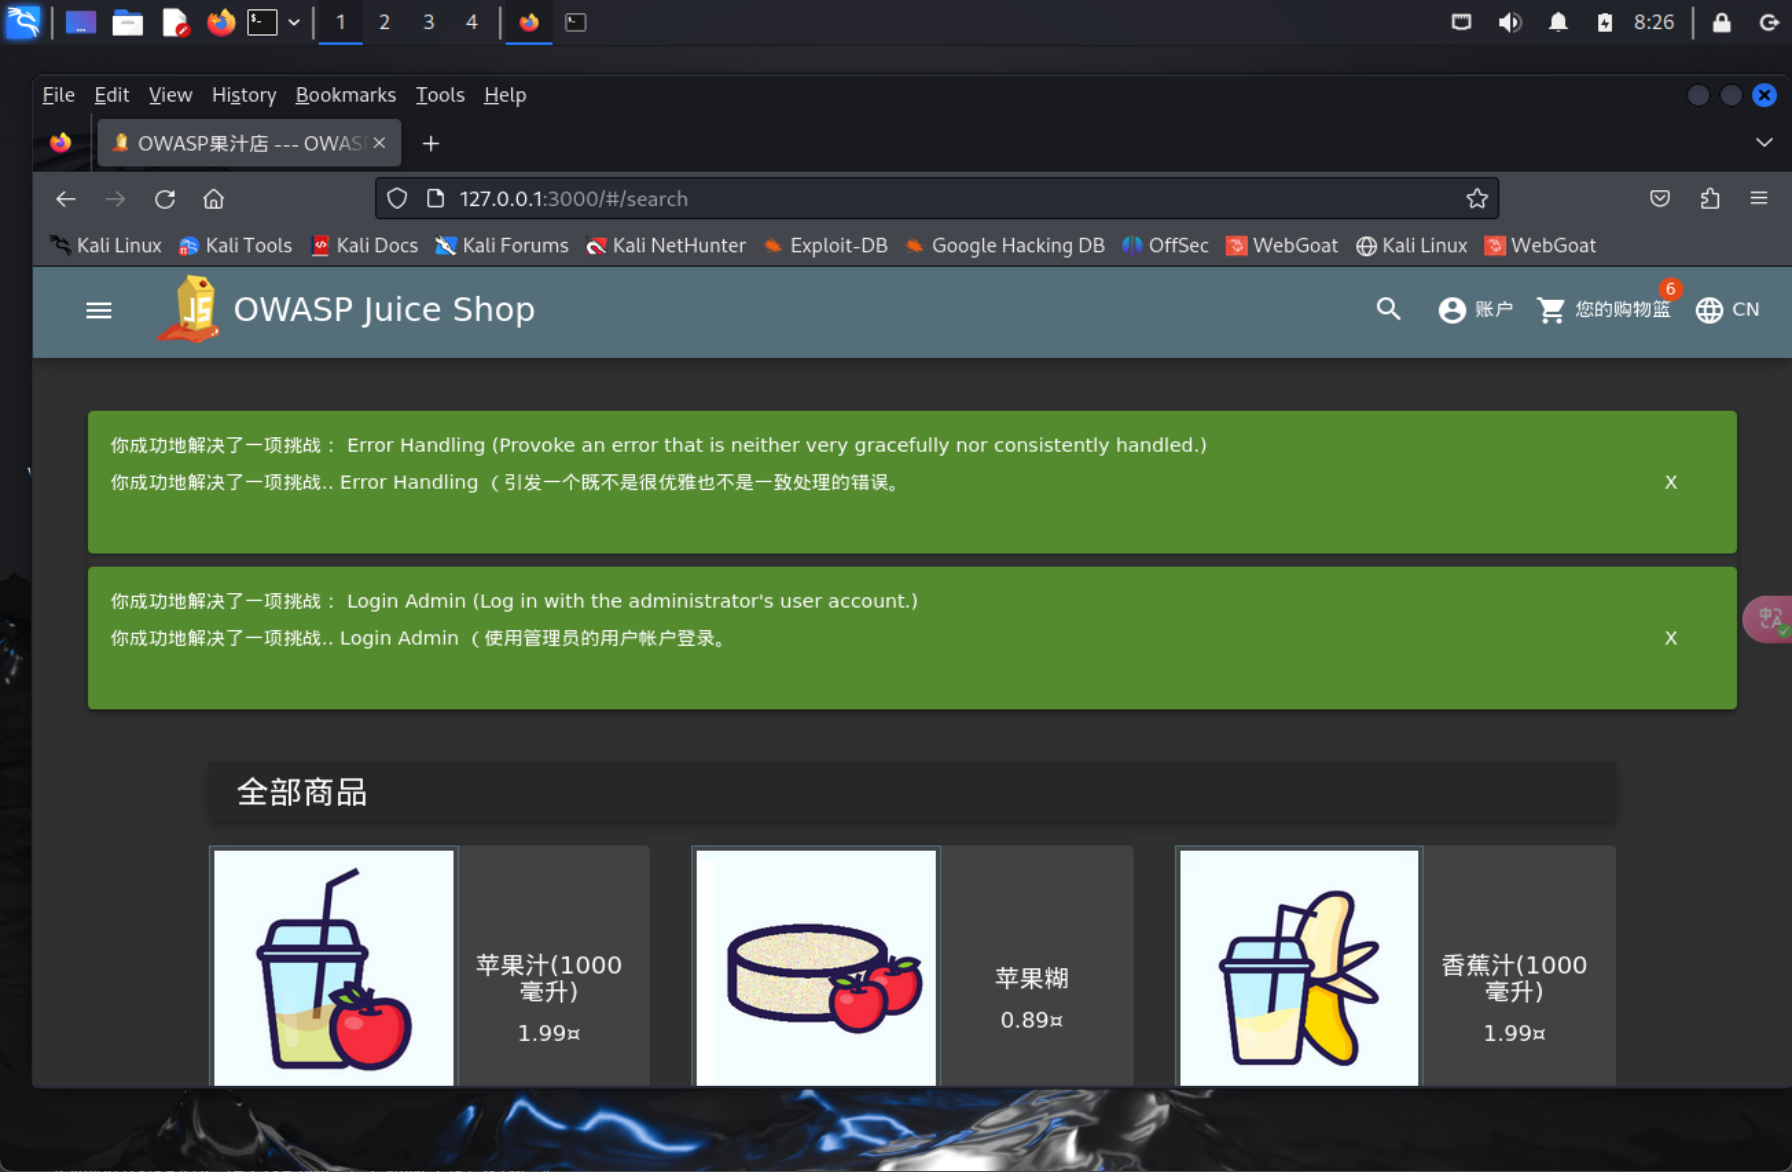 1 2 3 4
8:26
File Edit View History Bookmarks Tools Help
OWASP果汁店 --- OWAS
127.0.0.1:3000/#/search
Kali Linux Kali Tools Kali Docs Kali Forums Kali NetHunter Exploit-DB Google Hacking DB OffSec WebGoat Kali Linux WebGoat
JS OWASP Juice Shop 账户 您的购物篮 6 CN
你成功地解决了一项挑战： Error Handling (Provoke an error that is neither very gracefully nor consistently handled.)
你成功地解决了一项挑战.. Error Handling （引发一个既不是很优雅也不是一致处理的错误。
X
你成功地解决了一项挑战： Login Admin (Log in with the administrator's user account.)
你成功地解决了一项挑战.. Login Admin （使用管理员的用户帐户登录。
X
全部商品
苹果汁(1000
毫升)
1.99¤
苹果糊
0.89¤
香蕉汁(1000
毫升)
1.99¤